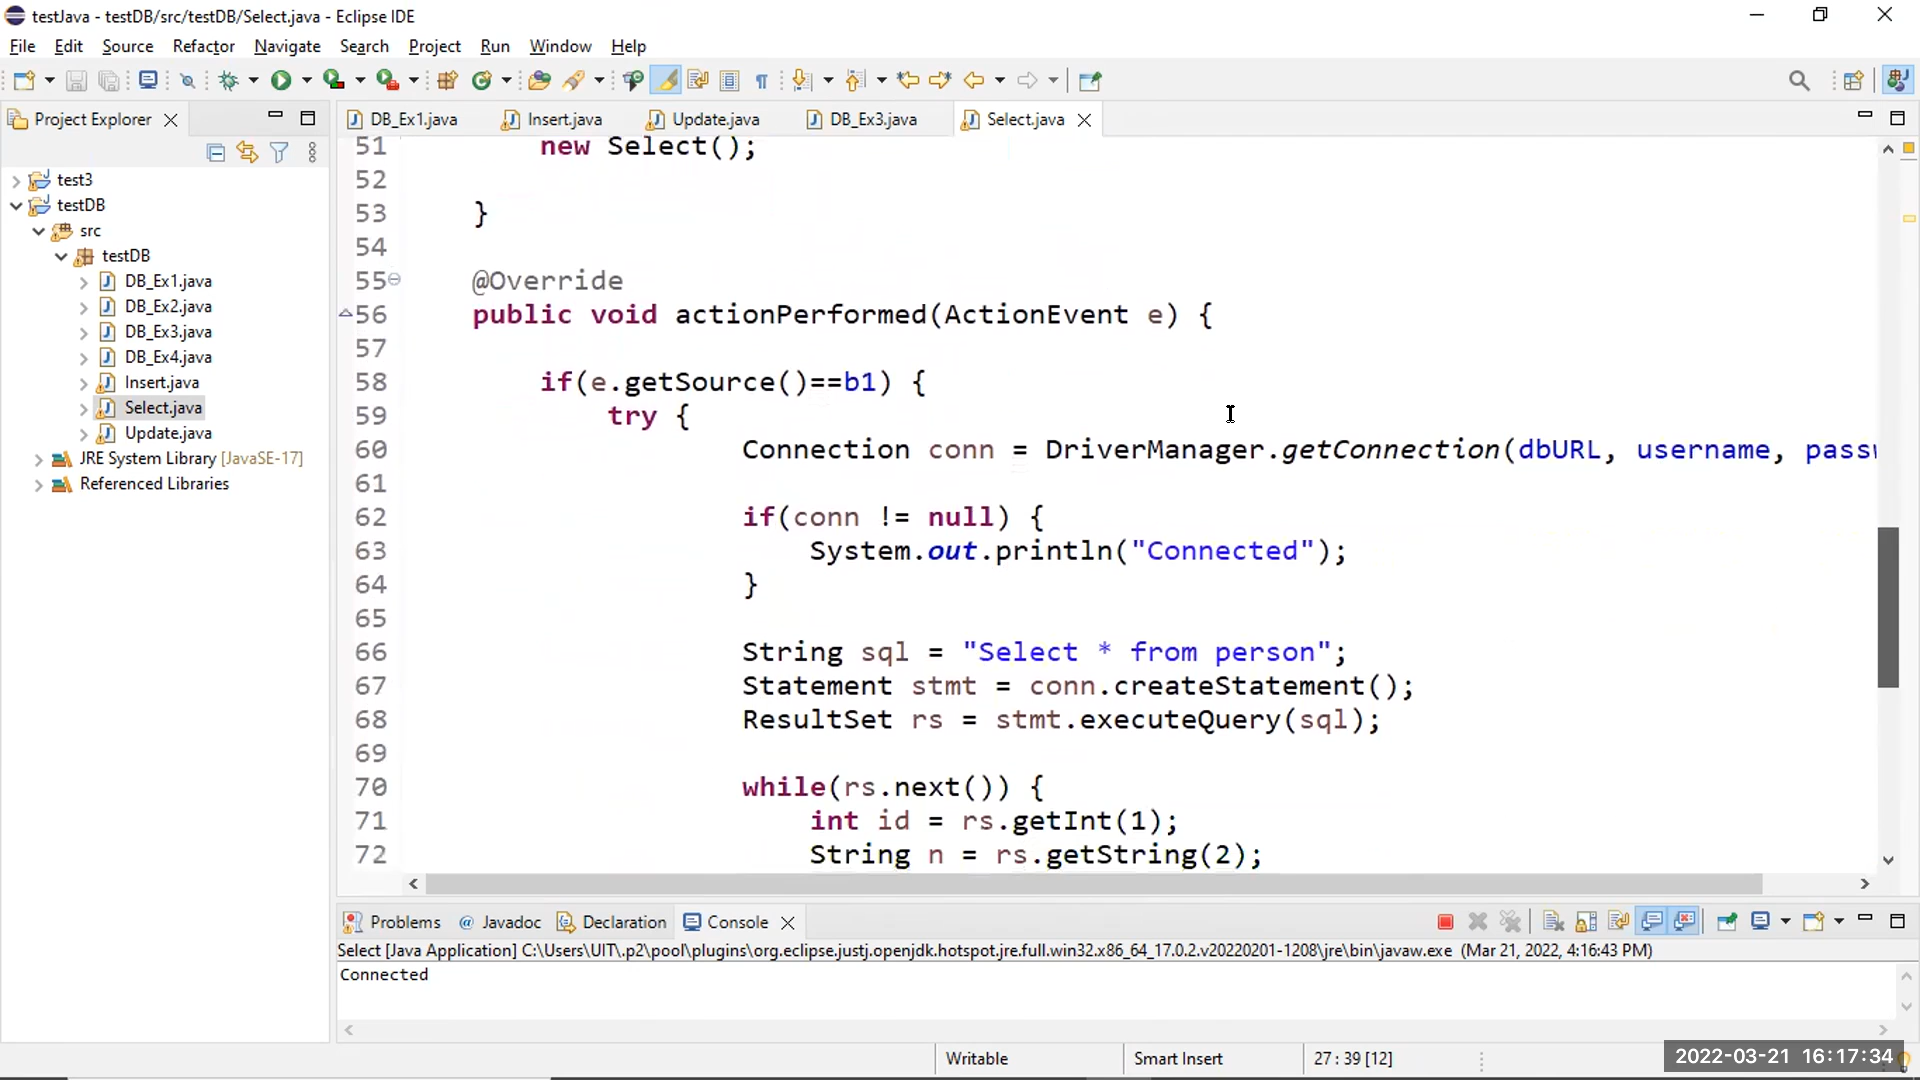 testJava - testDB/src/testDB/Select.java - Eclipse IDE
File Edit Source Refactor Navigate Search Project Run Window Help
Project Explorer
test3
testDB
src
testDB
DB_Ex1.java
DB_Ex2.java
DB_Ex3.java
DB_Ex4.java
Insert.java
Select.java
Update.java
JRE System Library [JavaSE-17]
Referenced Libraries
DB_Ex1.java Insert.java Update.java DB_Ex3.java Select.java
51 new Select();
52
53 }
54
55 @Override
56 public void actionPerformed(ActionEvent e) {
57
58 if(e.getSource()==b1) {
59 try {
60 Connection conn = DriverManager.getConnection(dbURL, username, passw
61
62 if(conn != null) {
63 System.out.println("Connected");
64 }
65
66 String sql = "Select * from person";
67 Statement stmt = conn.createStatement();
68 ResultSet rs = stmt.executeQuery(sql);
69
70 while(rs.next()) {
71 int id = rs.getInt(1);
72 String n = rs.getString(2);
Problems Javadoc Declaration Console
Select [Java Application] C:\Users\UIT\.p2\pool\plugins\org.eclipse.justj.openjdk.hotspot.jre.full.win32.x86_64_17.0.2.v20220201-1208\jre\bin\javaw.exe (Mar 21, 2022, 4:16:43 PM)
Connected
Writable Smart Insert 27 : 39 [12]
2022-03-21 16:17:34